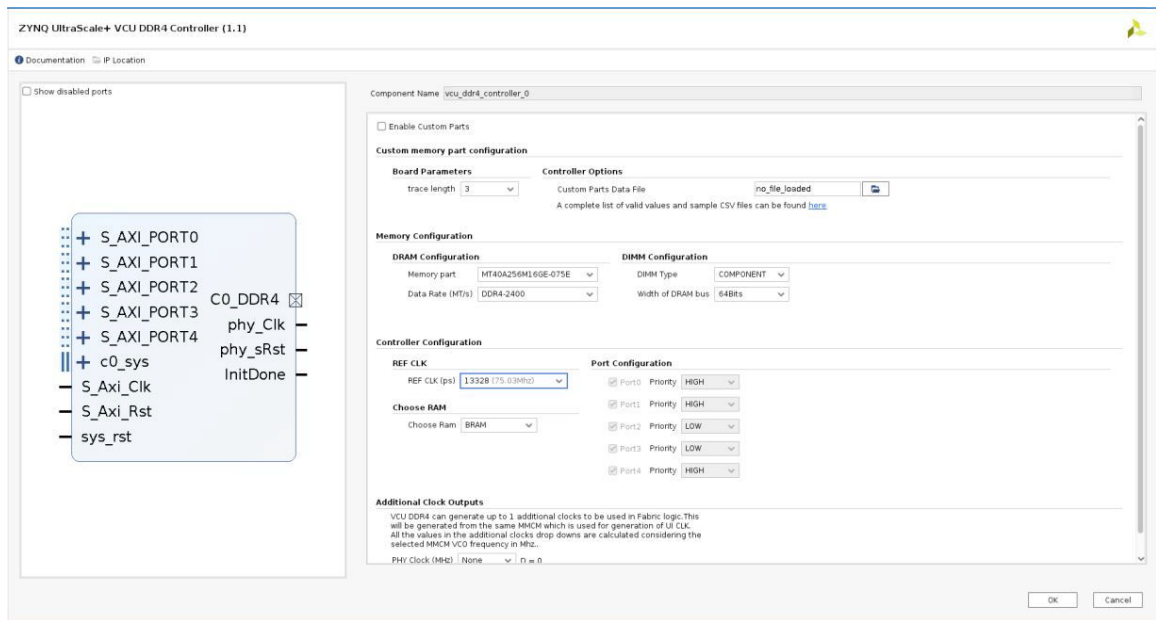 ZYNQ UltraScale+ VCU DDR4 Controller (1.1)
Documentation IP Location
Show disabled ports
S_AXI_PORT0
S_AXI_PORT1
S_AXI_PORT2
S_AXI_PORT3
S_AXI_PORT4
c0_sys
S_Axi_Clk
S_Axi_Rst
sys_rst
C0_DDR4
phy_Clk
phy_sRst
InitDone
Component Name vcu_ddr4_controller_0
Enable Custom Parts
Custom memory part configuration
Board Parameters
trace length 3
Controller Options
Custom Parts Data File no_file_loaded
A complete list of valid values and sample CSV files can be found here
Memory Configuration
DRAM Configuration
Memory part MT40A256M16GE-075E
Data Rate (MT/s) DDR4-2400
DIMM Configuration
DIMM Type COMPONENT
Width of DRAM bus 64Bits
Controller Configuration
REF CLK
REF CLK (ps) 13328 (75.03Mhz)
Choose RAM
Choose Ram BRAM
Port Configuration
Port0 Priority HIGH
Port1 Priority HIGH
Port2 Priority LOW
Port3 Priority LOW
Port4 Priority HIGH
Additional Clock Outputs
VCU DDR4 can generate up to 1 additional clocks to be used in Fabric logic.This
will be generated from the same MMCM which is used for generation of UI CLK.
All the values in the additional clocks drop downs are calculated considering the
selected MMCM VCO frequency in Mhz..
PHY Clock (MHz) None D = 0
OK Cancel